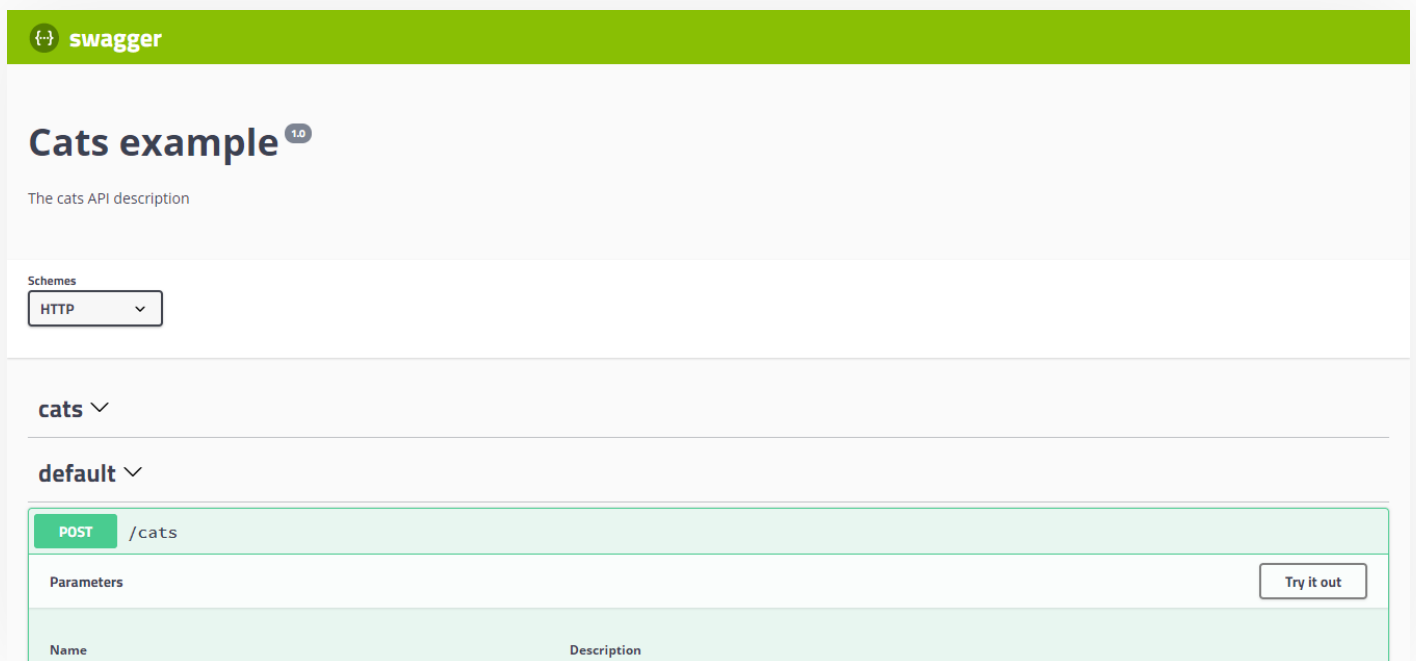 {···} swagger
Cats example 1.0
The cats API description
Schemes
HTTP
cats
default
POST /cats
Parameters Try it out
Name Description